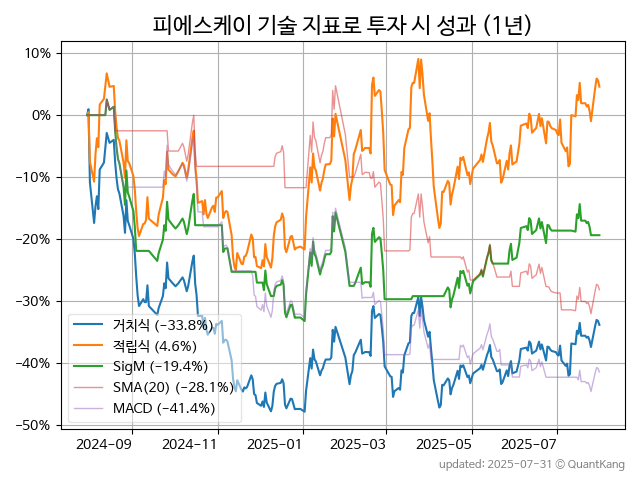 피에스케이 기술 지표로 투자 시 성과 (1년)
10%
0%
−10%
−20%
−30%
−40%
−50%
거치식 (−33.8%)
적립식 (4.6%)
SigM (−19.4%)
SMA(20) (−28.1%)
MACD (−41.4%)
2024-09
2024-11
2025-01
2025-03
2025-05
2025-07
updated: 2025-07-31 © QuantKang